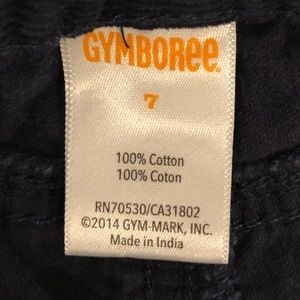 GYMBOREE
7
100% Cotton
100% Coton
RN70530/CA31802
©2014 GYM-MARK, INC.
Made in India